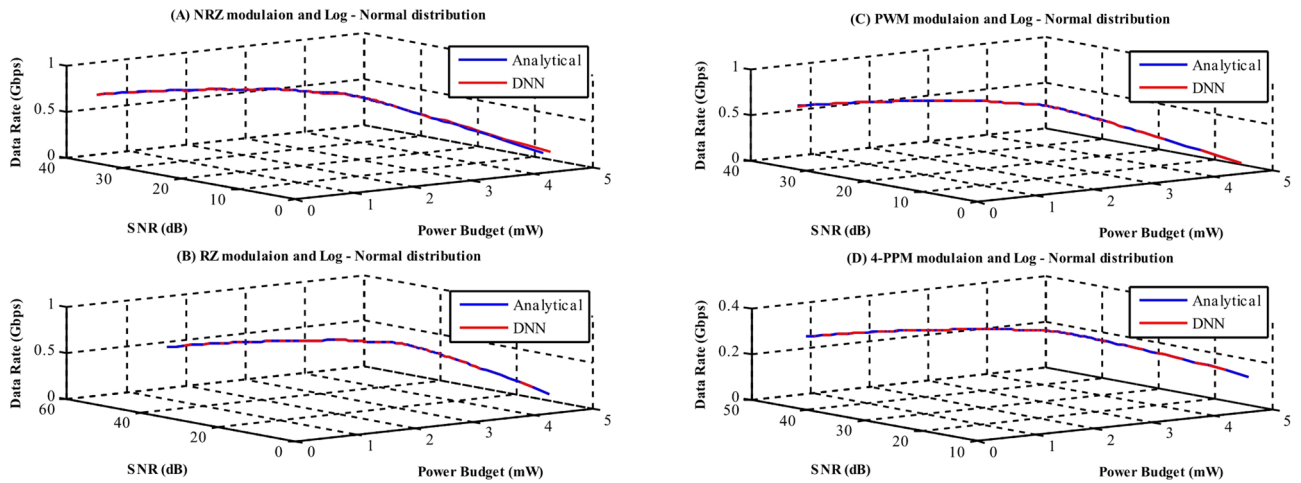 (A) NRZ modulaion and Log - Normal distribution
1
0.5
0
Data Rate (Gbps)
40
30
20
10
0
SNR (dB)
0
1
2
3
4
5
Power Budget (mW)
Analytical
DNN
(C) PWM modulaion and Log - Normal distribution
1
0.5
0
Data Rate (Gbps)
40
30
20
10
0
SNR (dB)
0
1
2
3
4
5
Power Budget (mW)
Analytical
DNN
(B) RZ modulaion and Log - Normal distribution
1
0.5
0
Data Rate (Gbps)
60
40
20
0
SNR (dB)
0
1
2
3
4
5
Power Budget (mW)
Analytical
DNN
(D) 4-PPM modulaion and Log - Normal distribution
0.4
0.2
0
Data Rate (Gbps)
50
40
30
20
10
SNR (dB)
0
1
2
3
4
5
Power Budget (mW)
Analytical
DNN